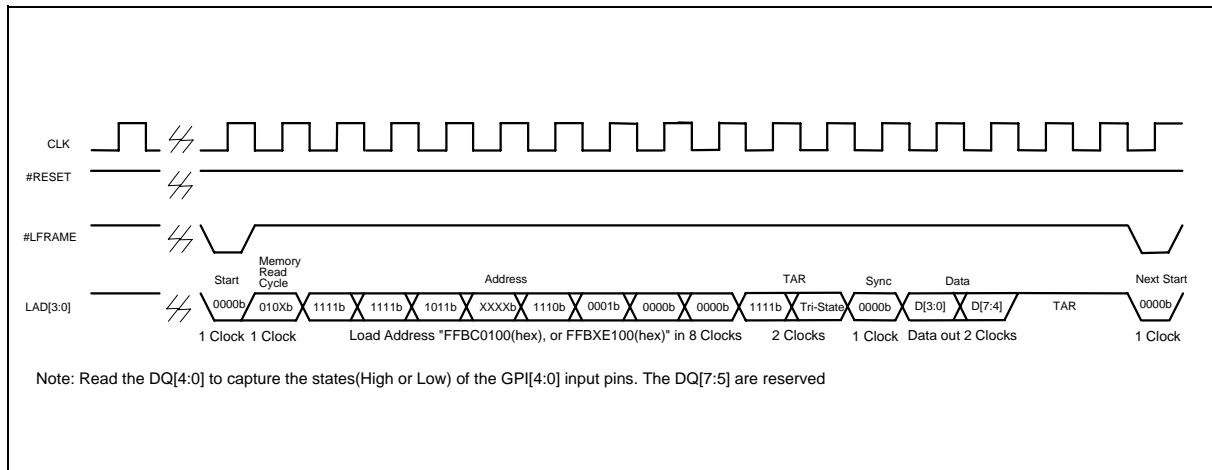 CLK
#RESET
#LFRAME
Start
Memory
Read
Cycle
Address
TAR
Sync
Data
Next Start
LAD[3:0]
0000b 010Xb 1111b 1111b 1011b XXXXb 1110b 0001b 0000b 0000b 1111b Tri-State 0000b D[3:0] D[7:4] TAR 0000b
1 Clock 1 Clock Load Address "FFBC0100(hex), or FFBXE100(hex)" in 8 Clocks 2 Clocks 1 Clock Data out 2 Clocks 1 Clock
Note: Read the DQ[4:0] to capture the states(High or Low) of the GPI[4:0] input pins. The DQ[7:5] are reserved